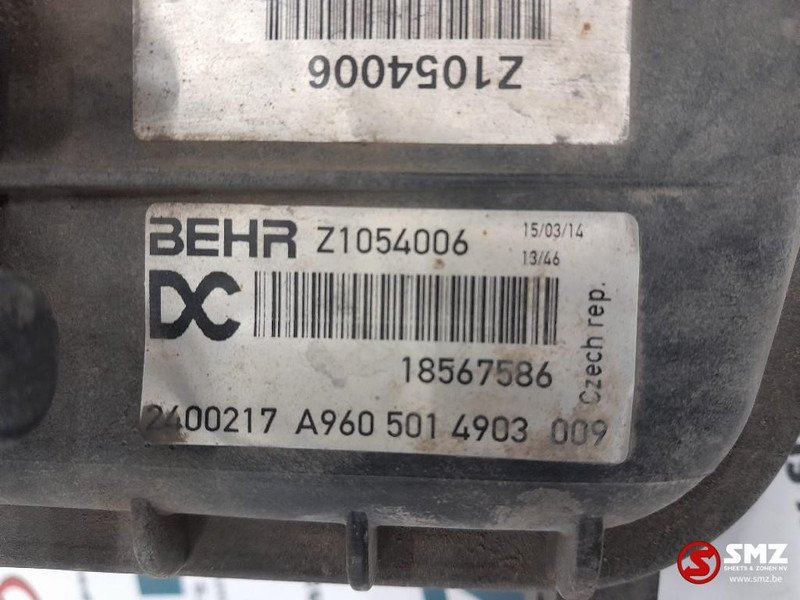 Z1054006
BEHR Z1054006 15/03/14
13/46
DC
18567586
Czech rep.
2400217 A960 501 4903 009
SMZ
SMEETS & ZONEN NV
www.smz.be